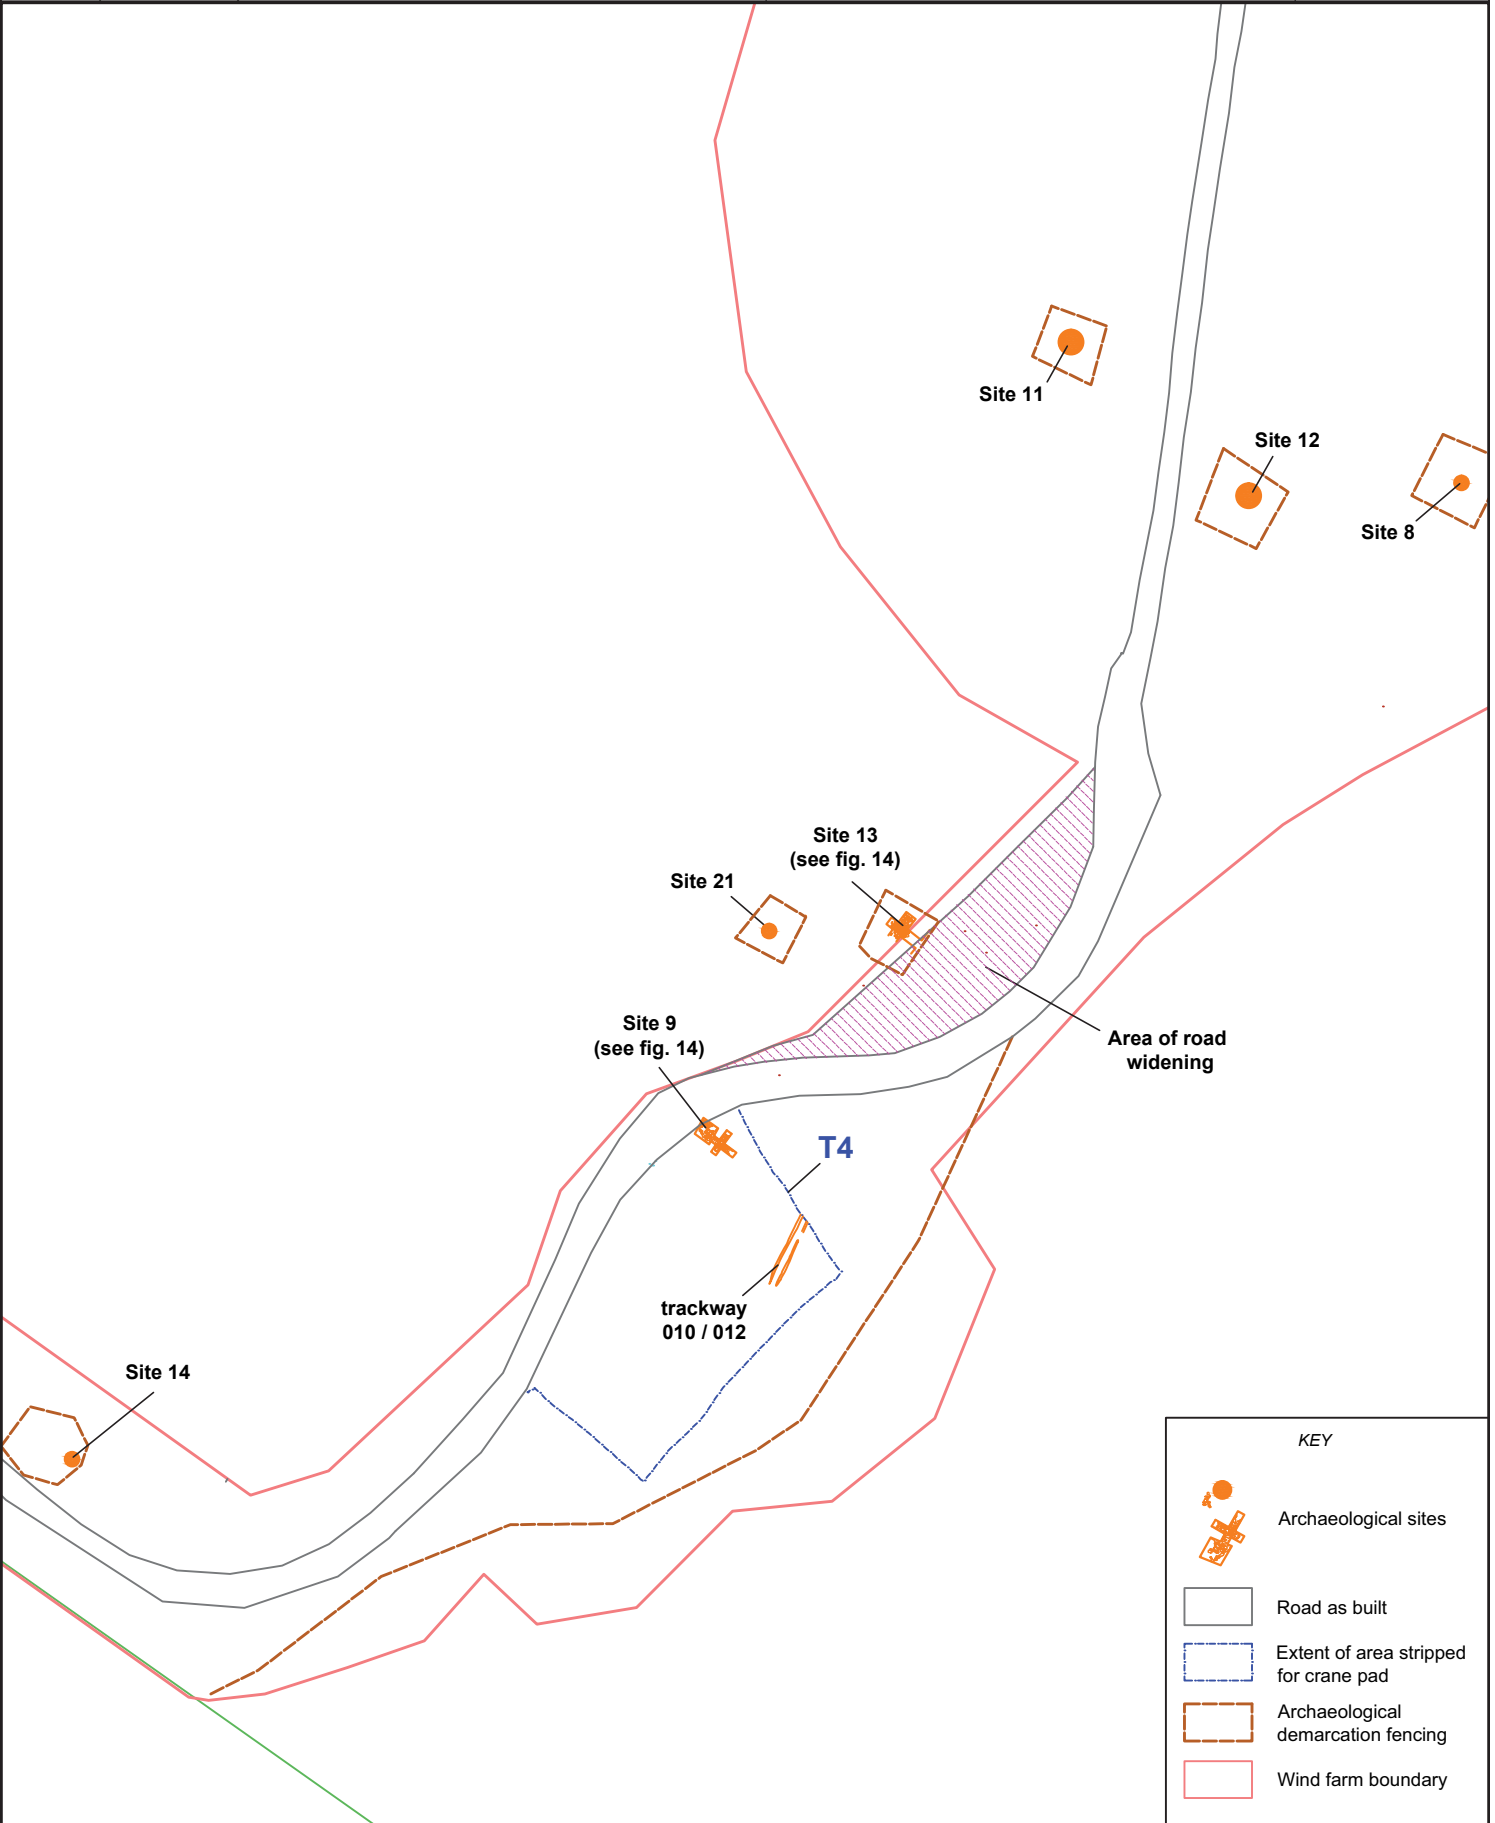 Site 11
Site 12
Site 8
Site 13
(see fig. 14)
Site 21
Site 9
(see fig. 14)
Area of road
widening
T4
trackway
010 / 012
Site 14
KEY
Archaeological sites
Road as built
Extent of area stripped
for crane pad
Archaeological
demarcation fencing
Wind farm boundary